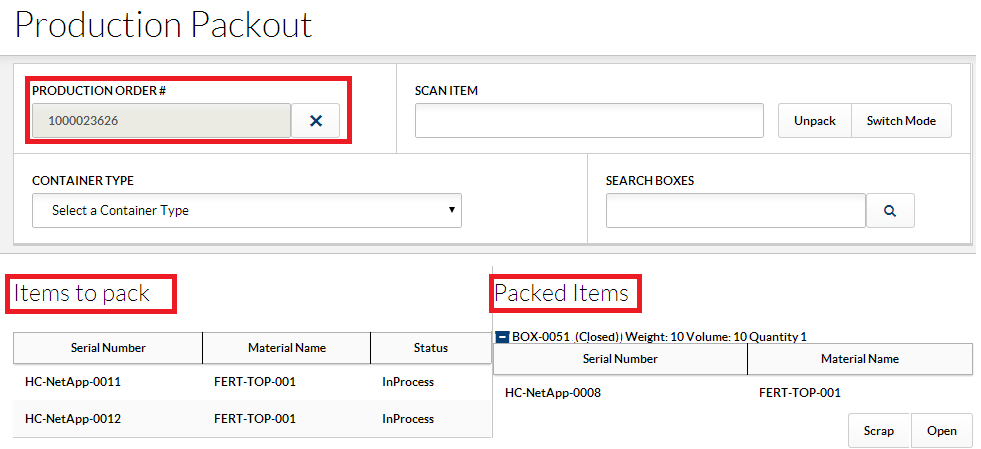 Production Packout
PRODUCTION ORDER #
1000023626
SCAN ITEM
Unpack
Switch Mode
CONTAINER TYPE
Select a Container Type
SEARCH BOXES
Items to pack
Serial Number Material Name Status
HC-NetApp-0011 FERT-TOP-001 InProcess
HC-NetApp-0012 FERT-TOP-001 InProcess
Packed Items
BOX-0051 (Closed) Weight: 10 Volume: 10 Quantity 1
Serial Number Material Name
HC-NetApp-0008 FERT-TOP-001
Scrap Open